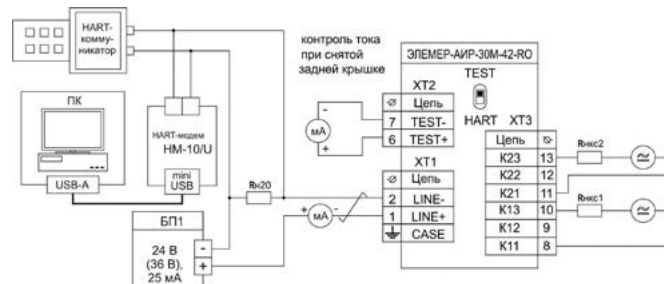 HART-
комму-
никатор
ПК
USB-A
HART-модем
HM-10/U
mini
USB
Rн20
БП1
24 В
(36 В),
25 мА
-
+
контроль тока
при снятой
задней крышке
-
мА
+
+
мА
-
ЭЛЕМЕР-АИР-30М-42-RO
TEST
HART
XT2
Цепь
7 TEST-
6 TEST+
XT1
Цепь
2 LINE-
1 LINE+
CASE
XT3
Цепь
K23 13
K22 12
K21 11
K13 10
K12 9
K11 8
Rнкс2
Rнкс1